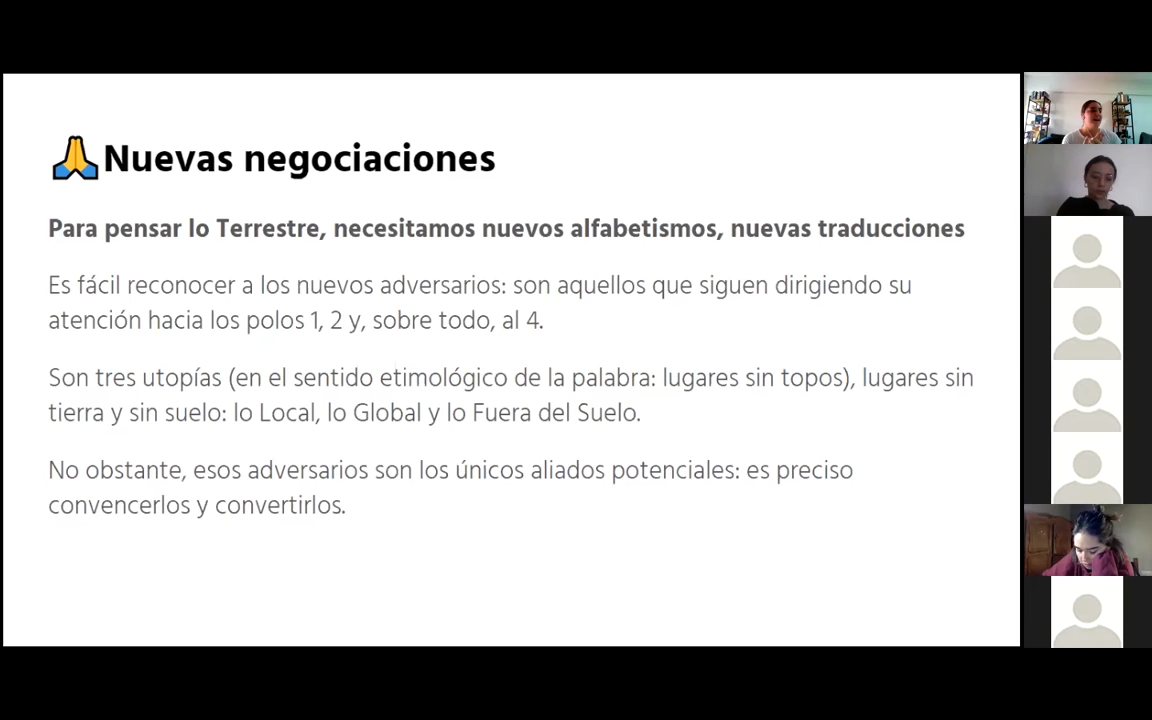 🙏Nuevas negociaciones
Para pensar lo Terrestre, necesitamos nuevos alfabetismos, nuevas traducciones
Es fácil reconocer a los nuevos adversarios: son aquellos que siguen dirigiendo su
atención hacia los polos 1, 2 y, sobre todo, al 4.
Son tres utopías (en el sentido etimológico de la palabra: lugares sin topos), lugares sin
tierra y sin suelo: lo Local, lo Global y lo Fuera del Suelo.
No obstante, esos adversarios son los únicos aliados potenciales: es preciso
convencerlos y convertirlos.